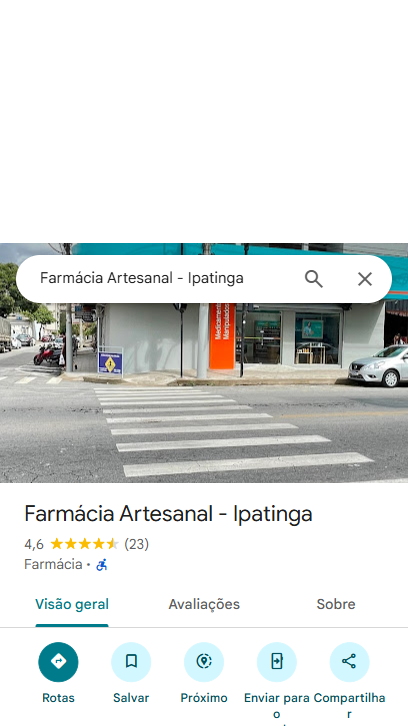 Farmácia Artesanal - Ipatinga
Medicamentos
Manipulados
Farmácia Artesanal - Ipatinga
4,6 (23)
Farmácia ·
Visão geral Avaliações Sobre
Rotas Salvar Próximo Enviar para o Compartilhar